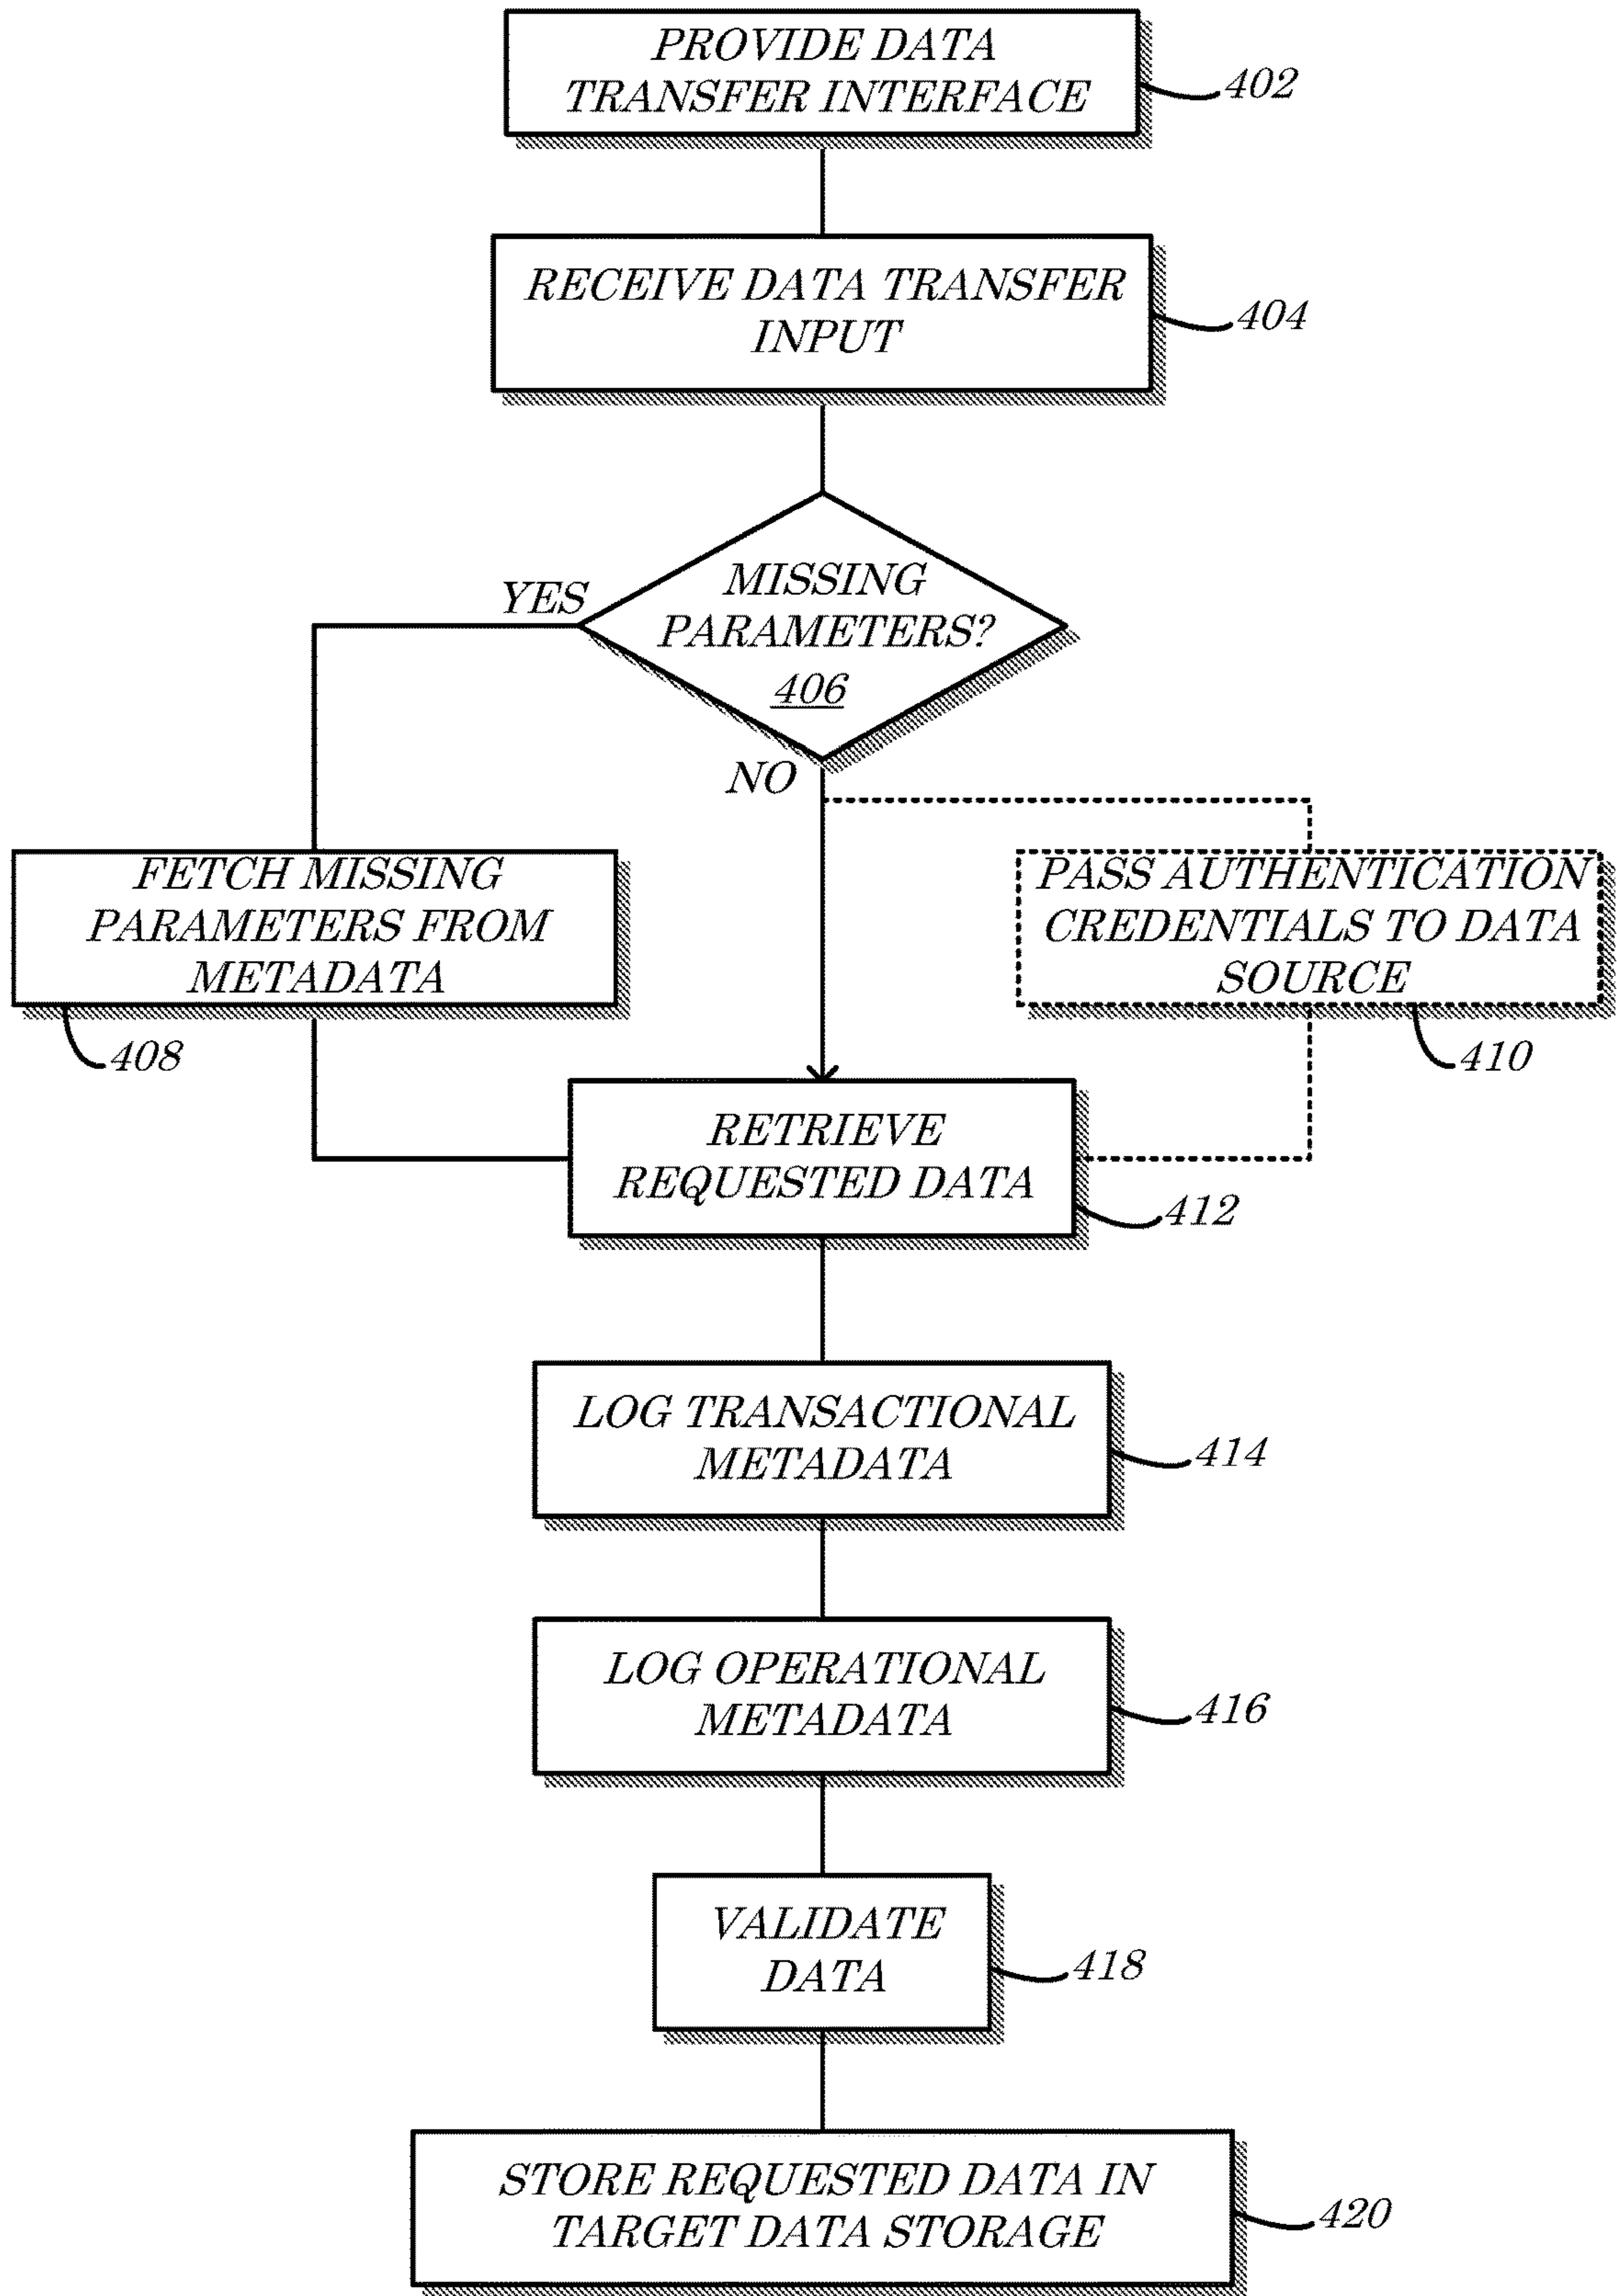 PROVIDE DATA
TRANSFER INTERFACE
402
RECEIVE DATA TRANSFER
INPUT
404
MISSING
PARAMETERS?
406
YES
NO
FETCH MISSING
PARAMETERS FROM
METADATA
408
PASS AUTHENTICATION
CREDENTIALS TO DATA
SOURCE
410
RETRIEVE
REQUESTED DATA
412
LOG TRANSACTIONAL
METADATA
414
LOG OPERATIONAL
METADATA
416
VALIDATE
DATA
418
STORE REQUESTED DATA IN
TARGET DATA STORAGE
420